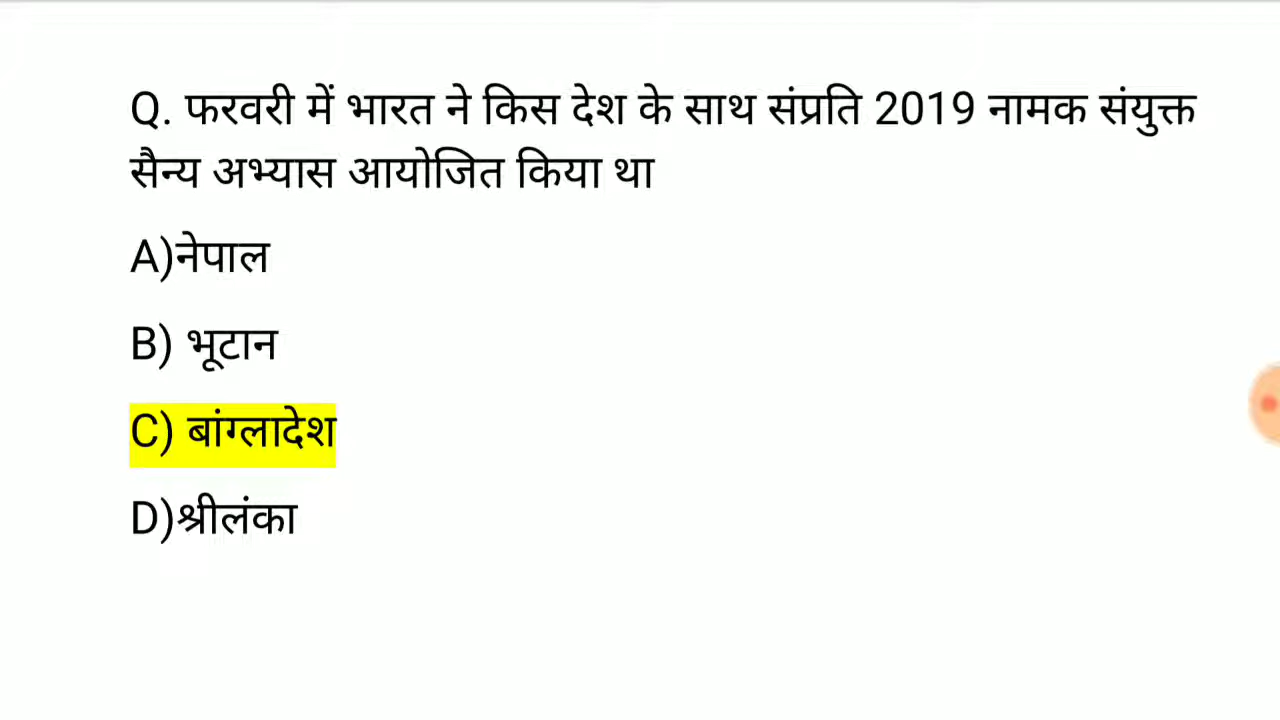 Q. फरवरी में भारत ने किस देश के साथ संप्रति 2019 नामक संयुक्त
सैन्य अभ्यास आयोजित किया था
A)नेपाल
B) भूटान
C) बांग्लादेश
D)श्रीलंका